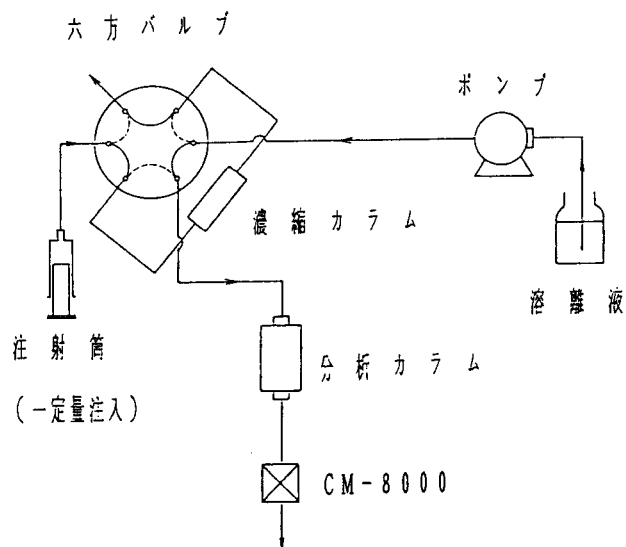 六方バルブ
ポンプ
濃縮カラム
溶離液
注射筒
(一定量注入)
分析カラム
CM-8000